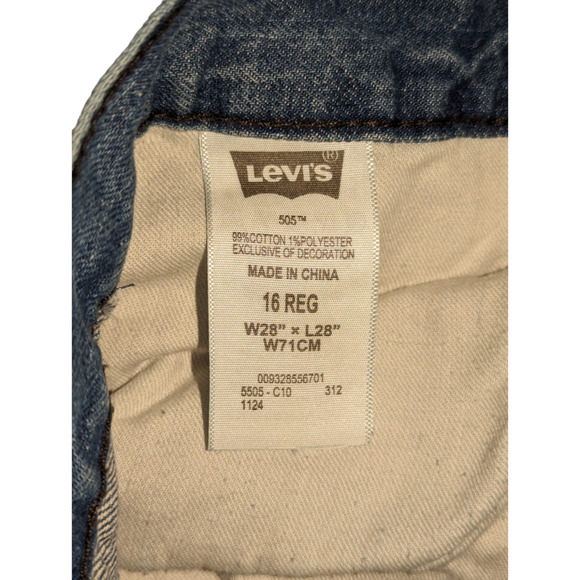 LEVI'S ®
505™
99%COTTON 1%POLYESTER
EXCLUSIVE OF DECORATION
MADE IN CHINA
16 REG
W28" × L28"
W71CM
009328556701
5505 - C10 312
1124